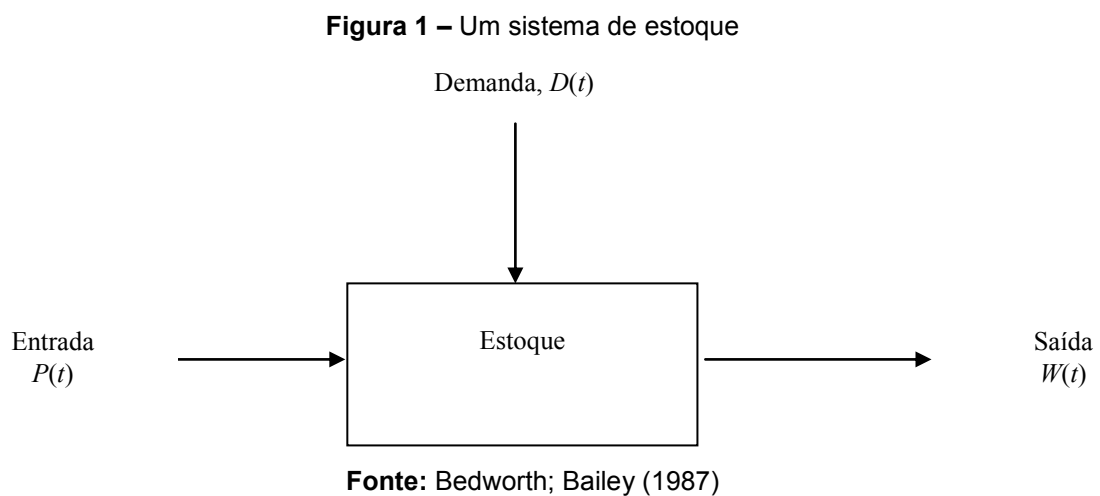 Figura 1 – Um sistema de estoque
Demanda, D(t)
Entrada
P(t)
Estoque
Saída
W(t)
Fonte: Bedworth; Bailey (1987)